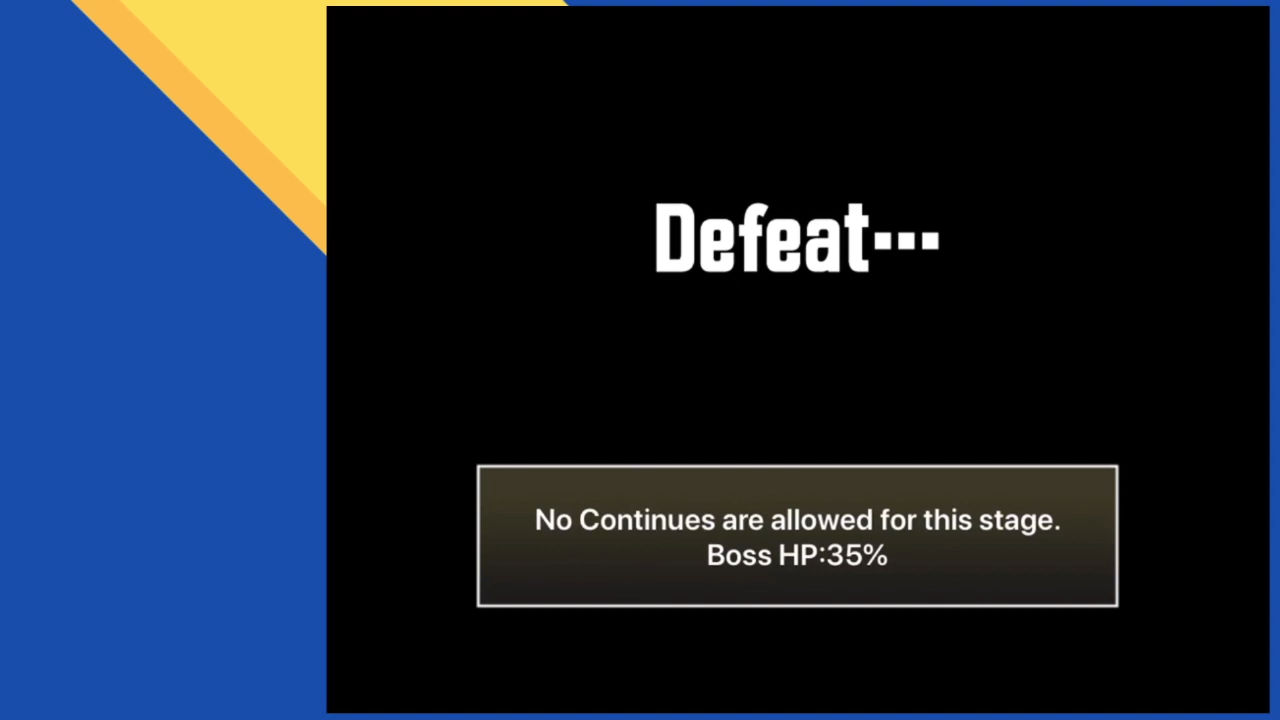 Defeat···
No Continues are allowed for this stage.
Boss HP:35%